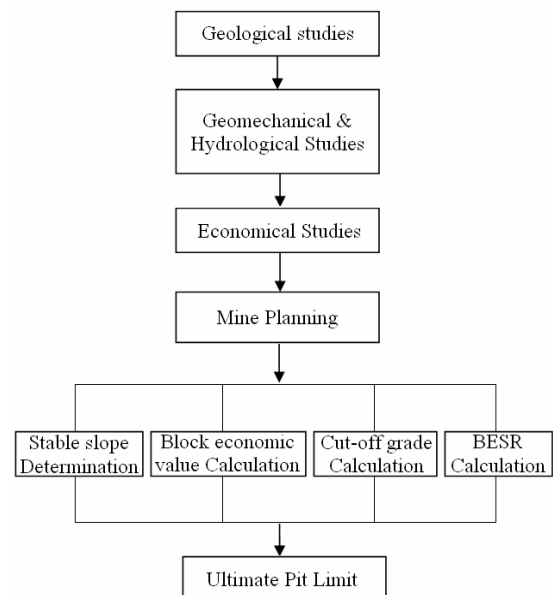 Geological studies
Geomechanical &
Hydrological Studies
Economical Studies
Mine Planning
Stable slope
Determination
Block economic
value Calculation
Cut-off grade
Calculation
BESR
Calculation
Ultimate Pit Limit